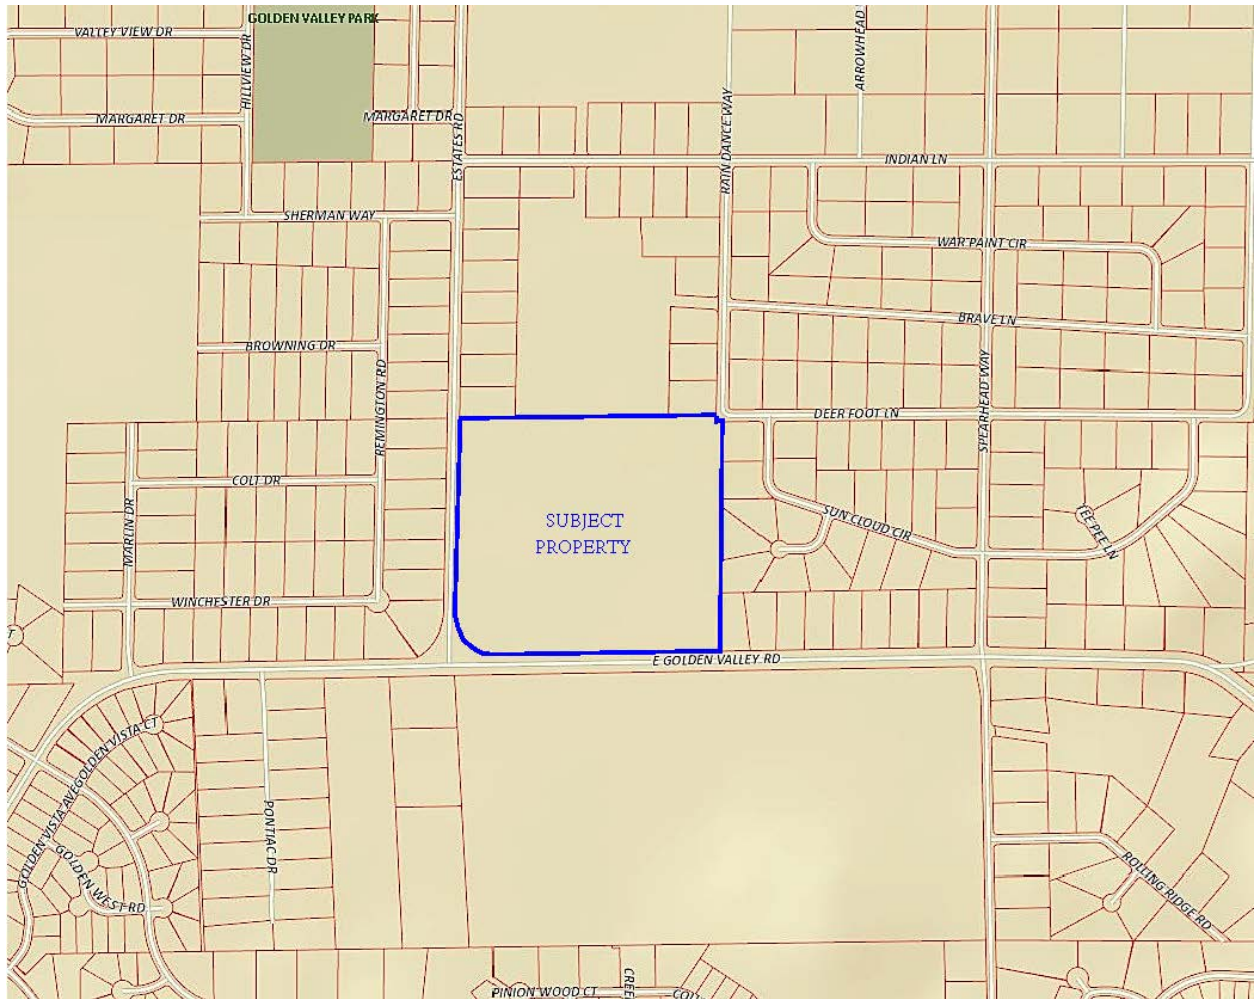 GOLDEN VALLEY PARK
VALLEY VIEW DR
HILLVIEW DR
ARROWHEAD
MARGARET DR
MARGARET DR
ESTATES RD
RAIN DANCE WAY
INDIAN LN
SHERMAN WAY
WAR PAINT CIR
BROWNING DR
BRAVE LN
REMINGTON RD
SPEARHEAD WAY
DEER FOOT LN
COLT DR
MARLIN DR
SUBJECT
PROPERTY
SUN CLOUD CIR
TEE PEE LN
WINCHESTER DR
E GOLDEN VALLEY RD
GOLDEN VISTA CT
GOLDEN VISTA AVE
PONTIAC DR
GOLDEN WEST RD
ROLLING RIDGE RD
PINION WOOD CT
CREE